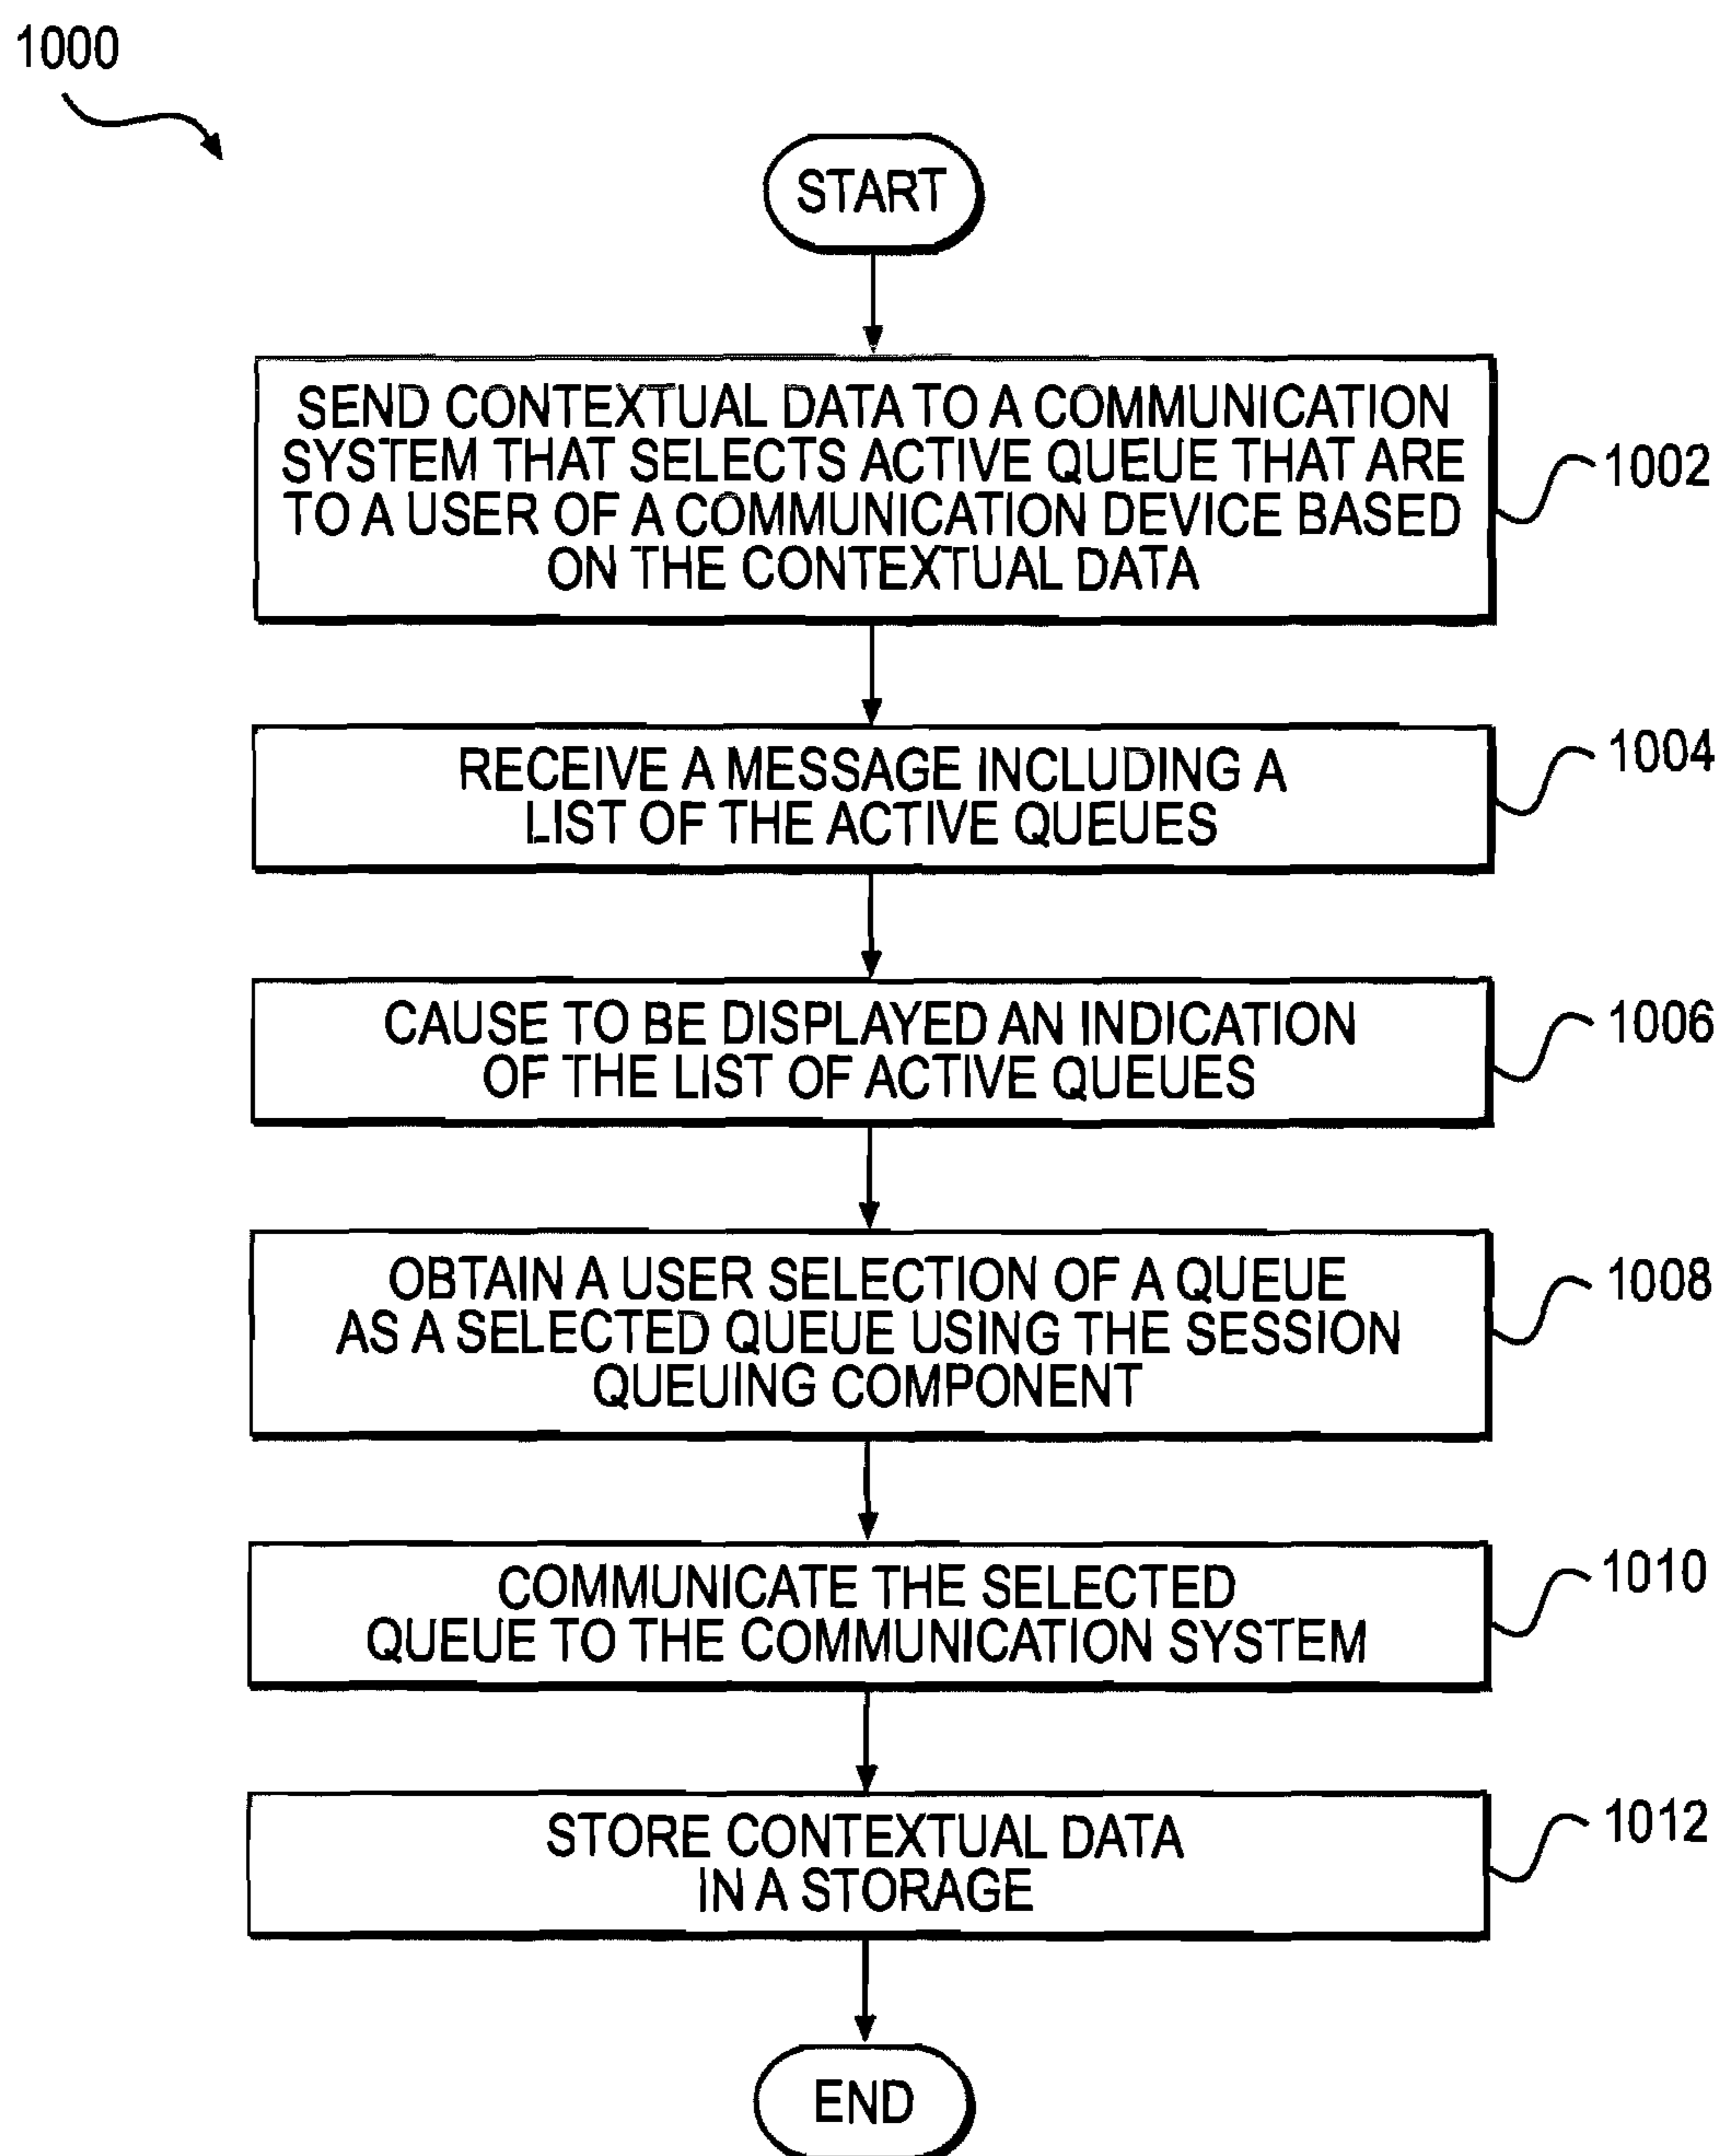 1000
START
SEND CONTEXTUAL DATA TO A COMMUNICATION
SYSTEM THAT SELECTS ACTIVE QUEUE THAT ARE
TO A USER OF A COMMUNICATION DEVICE BASED
ON THE CONTEXTUAL DATA
1002
RECEIVE A MESSAGE INCLUDING A
LIST OF THE ACTIVE QUEUES
1004
CAUSE TO BE DISPLAYED AN INDICATION
OF THE LIST OF ACTIVE QUEUES
1006
OBTAIN A USER SELECTION OF A QUEUE
AS A SELECTED QUEUE USING THE SESSION
QUEUING COMPONENT
1008
COMMUNICATE THE SELECTED
QUEUE TO THE COMMUNICATION SYSTEM
1010
STORE CONTEXTUAL DATA
IN A STORAGE
1012
END